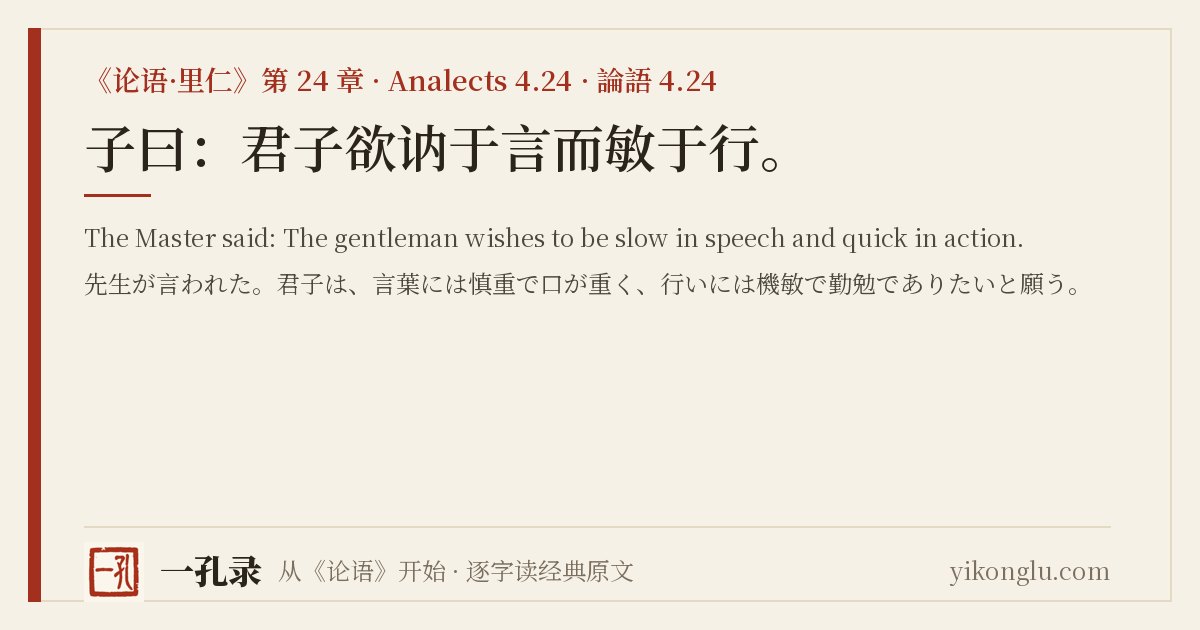 《论语·里仁》第 24 章 · Analects 4.24 · 論語 4.24
子曰：君子欲讷于言而敏于行。
The Master said: The gentleman wishes to be slow in speech and quick in action.
先生が言われた。君子は、言葉には慎重で口が重く、行いには機敏で勤勉でありたいと願う。
一孔
一孔录 从《论语》开始 · 逐字读经典原文 yikonglu.com